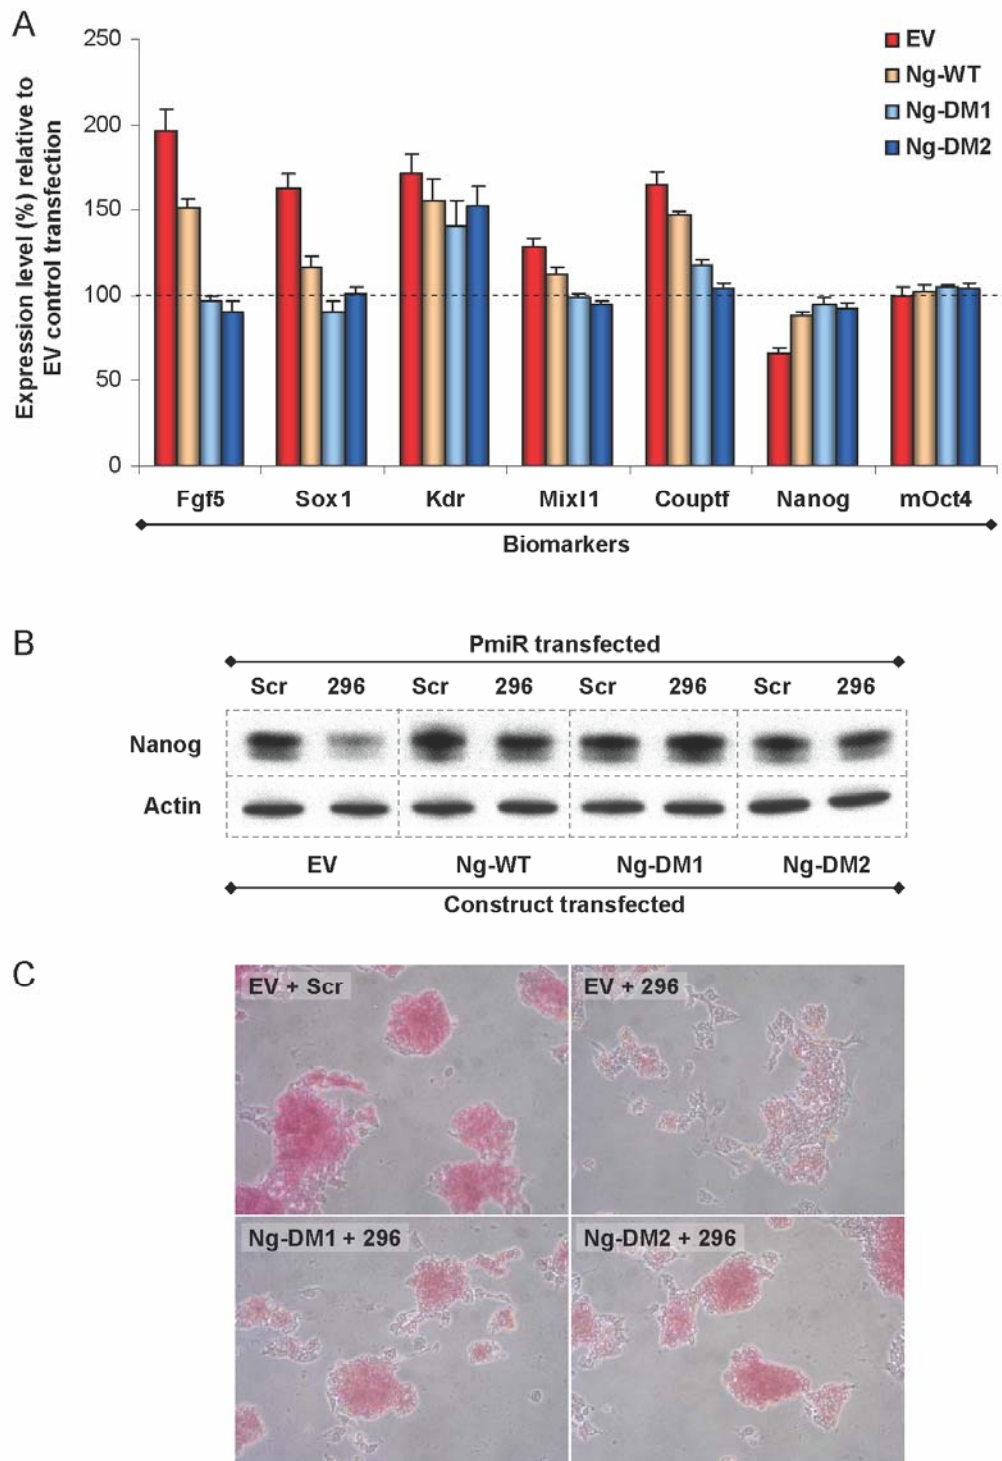 A
Expression level (%) relative to
EV control transfection
250
200
150
100
50
0
EV
Ng-WT
Ng-DM1
Ng-DM2
Fgf5 Sox1 Kdr Mixl1 Couptf Nanog mOct4
Biomarkers
B
PmiR transfected
Scr 296 Scr 296 Scr 296 Scr 296
Nanog
Actin
EV Ng-WT Ng-DM1 Ng-DM2
Construct transfected
C
EV + Scr
EV + 296
Ng-DM1 + 296
Ng-DM2 + 296